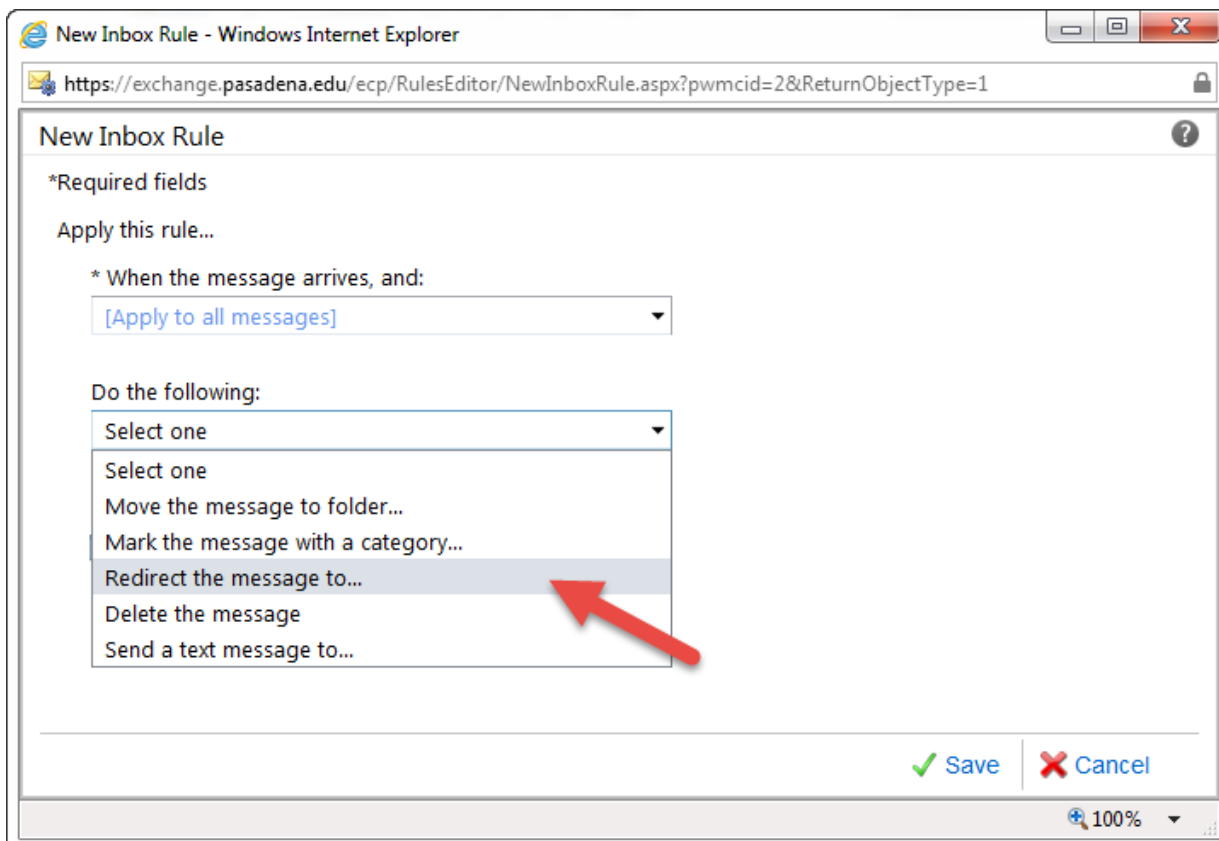 New Inbox Rule - Windows Internet Explorer
https://exchange.pasadena.edu/ecp/RulesEditor/NewInboxRule.aspx?pwmcid=2&ReturnObjectType=1
New Inbox Rule
*Required fields
Apply this rule...
* When the message arrives, and:
[Apply to all messages]
Do the following:
Select one
Select one
Move the message to folder...
Mark the message with a category...
Redirect the message to...
Delete the message
Send a text message to...
Save Cancel
100%